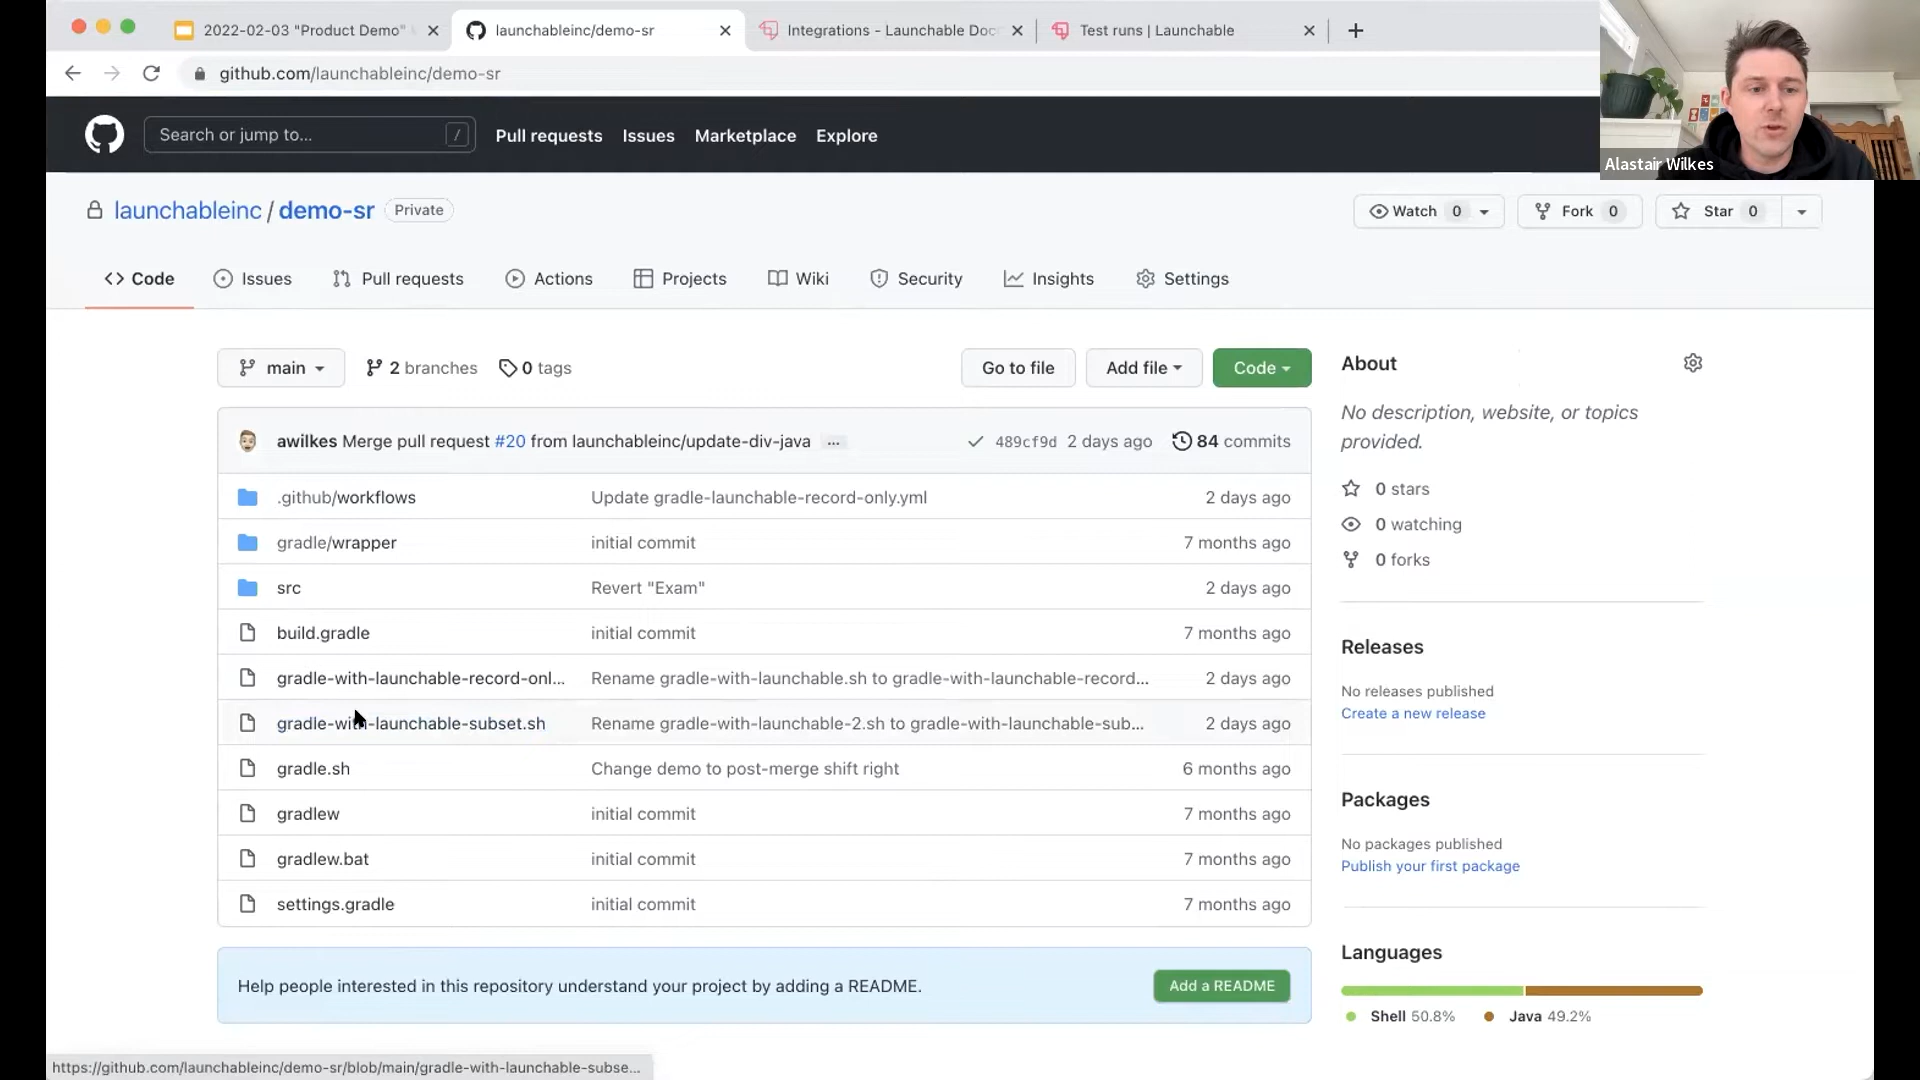 2022-02-03 "Product Demo"
launchableinc/demo-sr
Integrations - Launchable Doc
Test runs | Launchable
github.com/launchableinc/demo-sr
Search or jump to...
/
Pull requests
Issues
Marketplace
Explore
Alastair Wilkes
launchableinc / demo-sr
Private
Watch 0
Fork 0
Star 0
Code
Issues
Pull requests
Actions
Projects
Wiki
Security
Insights
Settings
main
2 branches
0 tags
Go to file
Add file
Code
awilkes Merge pull request #20 from launchableinc/update-div-java ...
489cf9d 2 days ago
84 commits
.github/workflows
Update gradle-launchable-record-only.yml
2 days ago
gradle/wrapper
initial commit
7 months ago
src
Revert "Exam"
2 days ago
build.gradle
initial commit
7 months ago
gradle-with-launchable-record-onl...
Rename gradle-with-launchable.sh to gradle-with-launchable-record...
2 days ago
gradle-with-launchable-subset.sh
Rename gradle-with-launchable-2.sh to gradle-with-launchable-sub...
2 days ago
gradle.sh
Change demo to post-merge shift right
6 months ago
gradlew
initial commit
7 months ago
gradlew.bat
initial commit
7 months ago
settings.gradle
initial commit
7 months ago
Help people interested in this repository understand your project by adding a README.
Add a README
About
No description, website, or topics
provided.
0 stars
0 watching
0 forks
Releases
No releases published
Create a new release
Packages
No packages published
Publish your first package
Languages
Shell 50.8%
Java 49.2%
https://github.com/launchableinc/demo-sr/blob/main/gradle-with-launchable-subse...